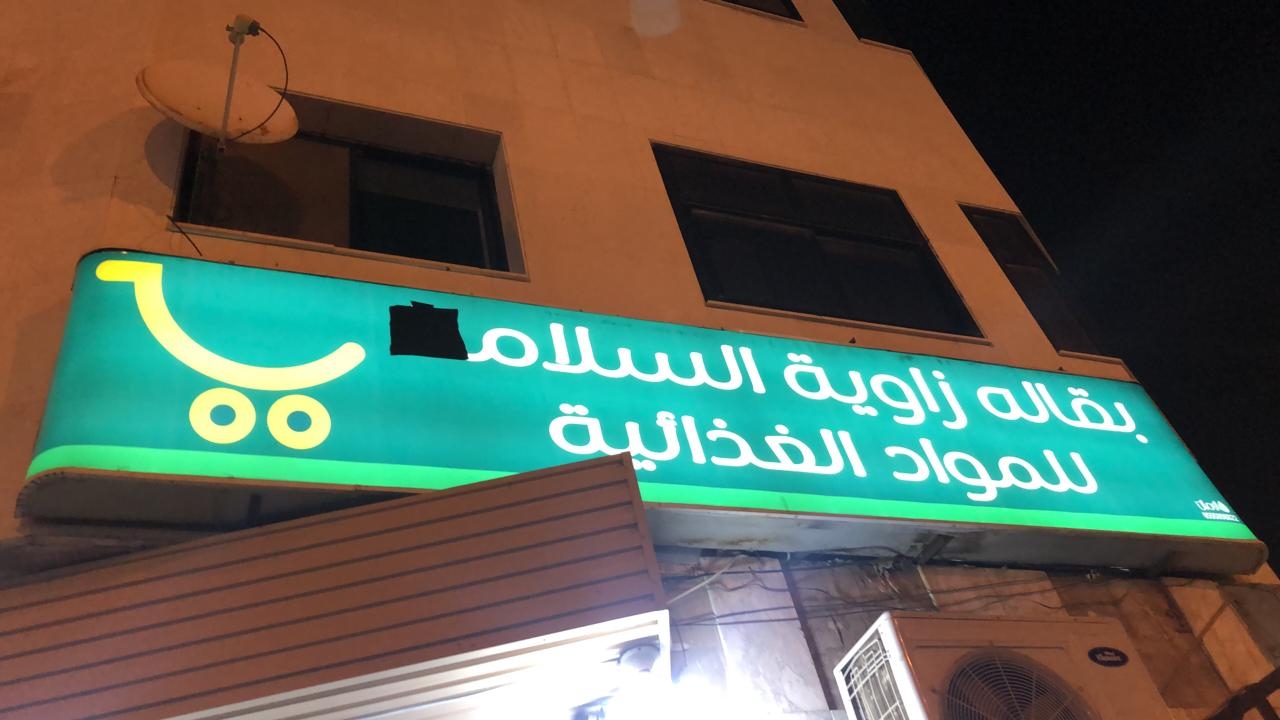 بقاله زاوية السلام
للمواد الغذائية